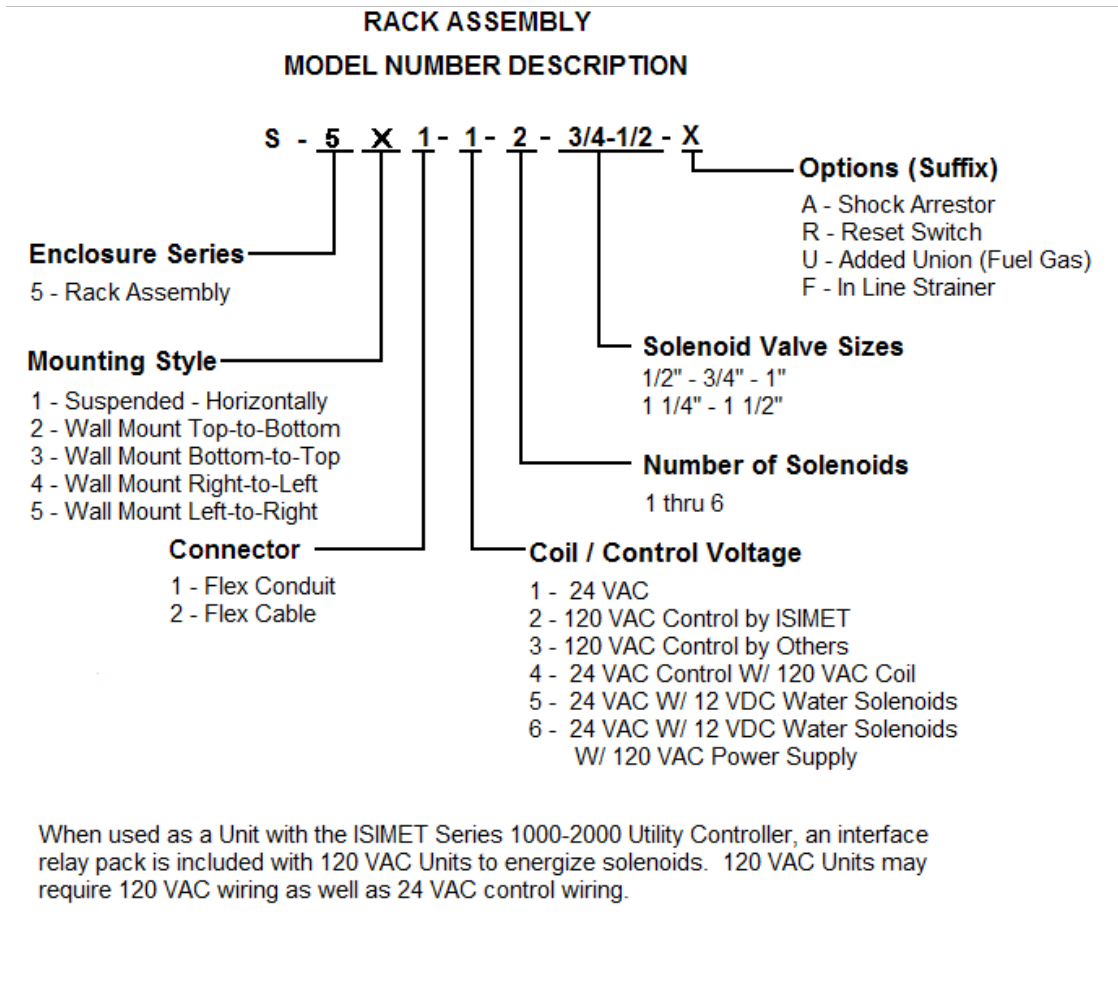 RACK ASSEMBLY
MODEL NUMBER DESCRIPTION
S - 5 X 1 - 1 - 2 - 3/4-1/2 - X
Options (Suffix)
A - Shock Arrestor
R - Reset Switch
U - Added Union (Fuel Gas)
F - In Line Strainer
Enclosure Series
5 - Rack Assembly
Solenoid Valve Sizes
1/2" - 3/4" - 1"
1 1/4" - 1 1/2"
Mounting Style
1 - Suspended - Horizontally
2 - Wall Mount Top-to-Bottom
3 - Wall Mount Bottom-to-Top
4 - Wall Mount Right-to-Left
5 - Wall Mount Left-to-Right
Number of Solenoids
1 thru 6
Connector
1 - Flex Conduit
2 - Flex Cable
Coil / Control Voltage
1 - 24 VAC
2 - 120 VAC Control by ISIMET
3 - 120 VAC Control by Others
4 - 24 VAC Control W/ 120 VAC Coil
5 - 24 VAC W/ 12 VDC Water Solenoids
6 - 24 VAC W/ 12 VDC Water Solenoids
W/ 120 VAC Power Supply
When used as a Unit with the ISIMET Series 1000-2000 Utility Controller, an interface
relay pack is included with 120 VAC Units to energize solenoids. 120 VAC Units may
require 120 VAC wiring as well as 24 VAC control wiring.